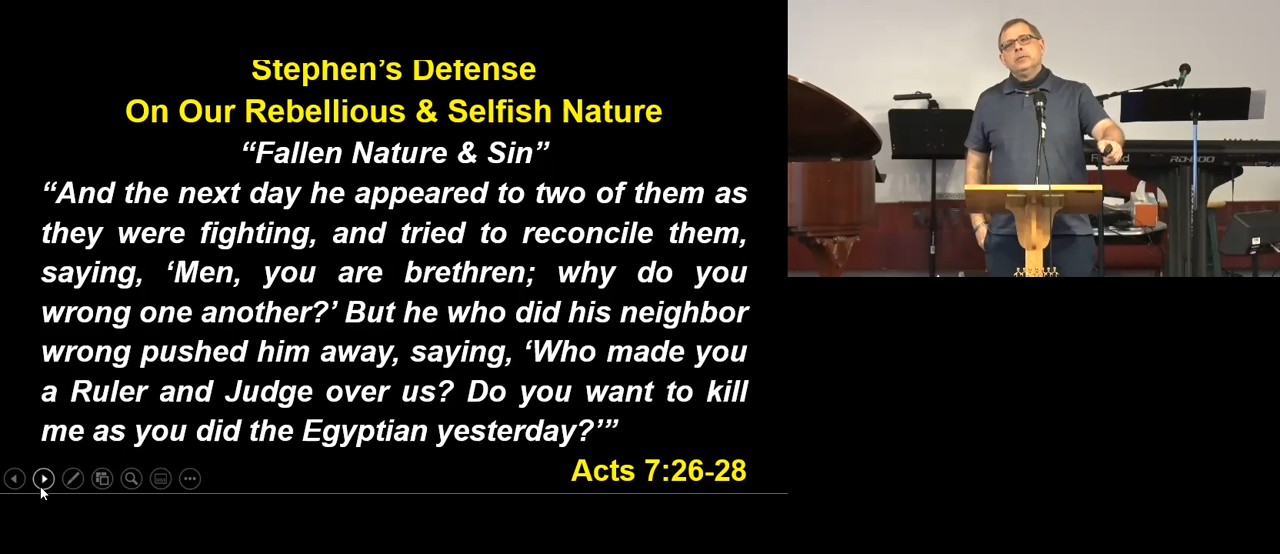 Stephen’s Defense
On Our Rebellious & Selfish Nature
“Fallen Nature & Sin”
“And the next day he appeared to two of them as
they were fighting, and tried to reconcile them,
saying, ‘Men, you are brethren; why do you
wrong one another?’ But he who did his neighbor
wrong pushed him away, saying, ‘Who made you
a Ruler and Judge over us? Do you want to kill
me as you did the Egyptian yesterday?’”
Acts 7:26-28
Roland